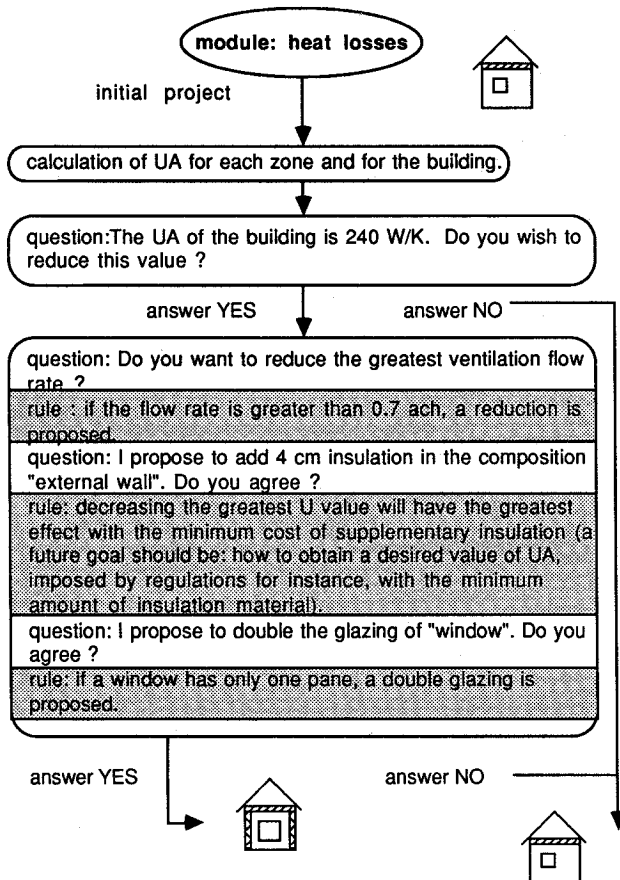 module: heat losses
initial project
calculation of UA for each zone and for the building.
question:The UA of the building is 240 W/K. Do you wish to
reduce this value ?
answer YES
answer NO
question: Do you want to reduce the greatest ventilation flow
rate ?
rule : if the flow rate is greater than 0.7 ach, a reduction is
proposed.
question: I propose to add 4 cm insulation in the composition
"external wall". Do you agree ?
rule: decreasing the greatest U value will have the greatest
effect with the minimum cost of supplementary insulation (a
future goal should be: how to obtain a desired value of UA,
imposed by regulations for instance, with the minimum
amount of insulation material).
question: I propose to double the glazing of "window". Do you
agree ?
rule: if a window has only one pane, a double glazing is
proposed.
answer YES
answer NO